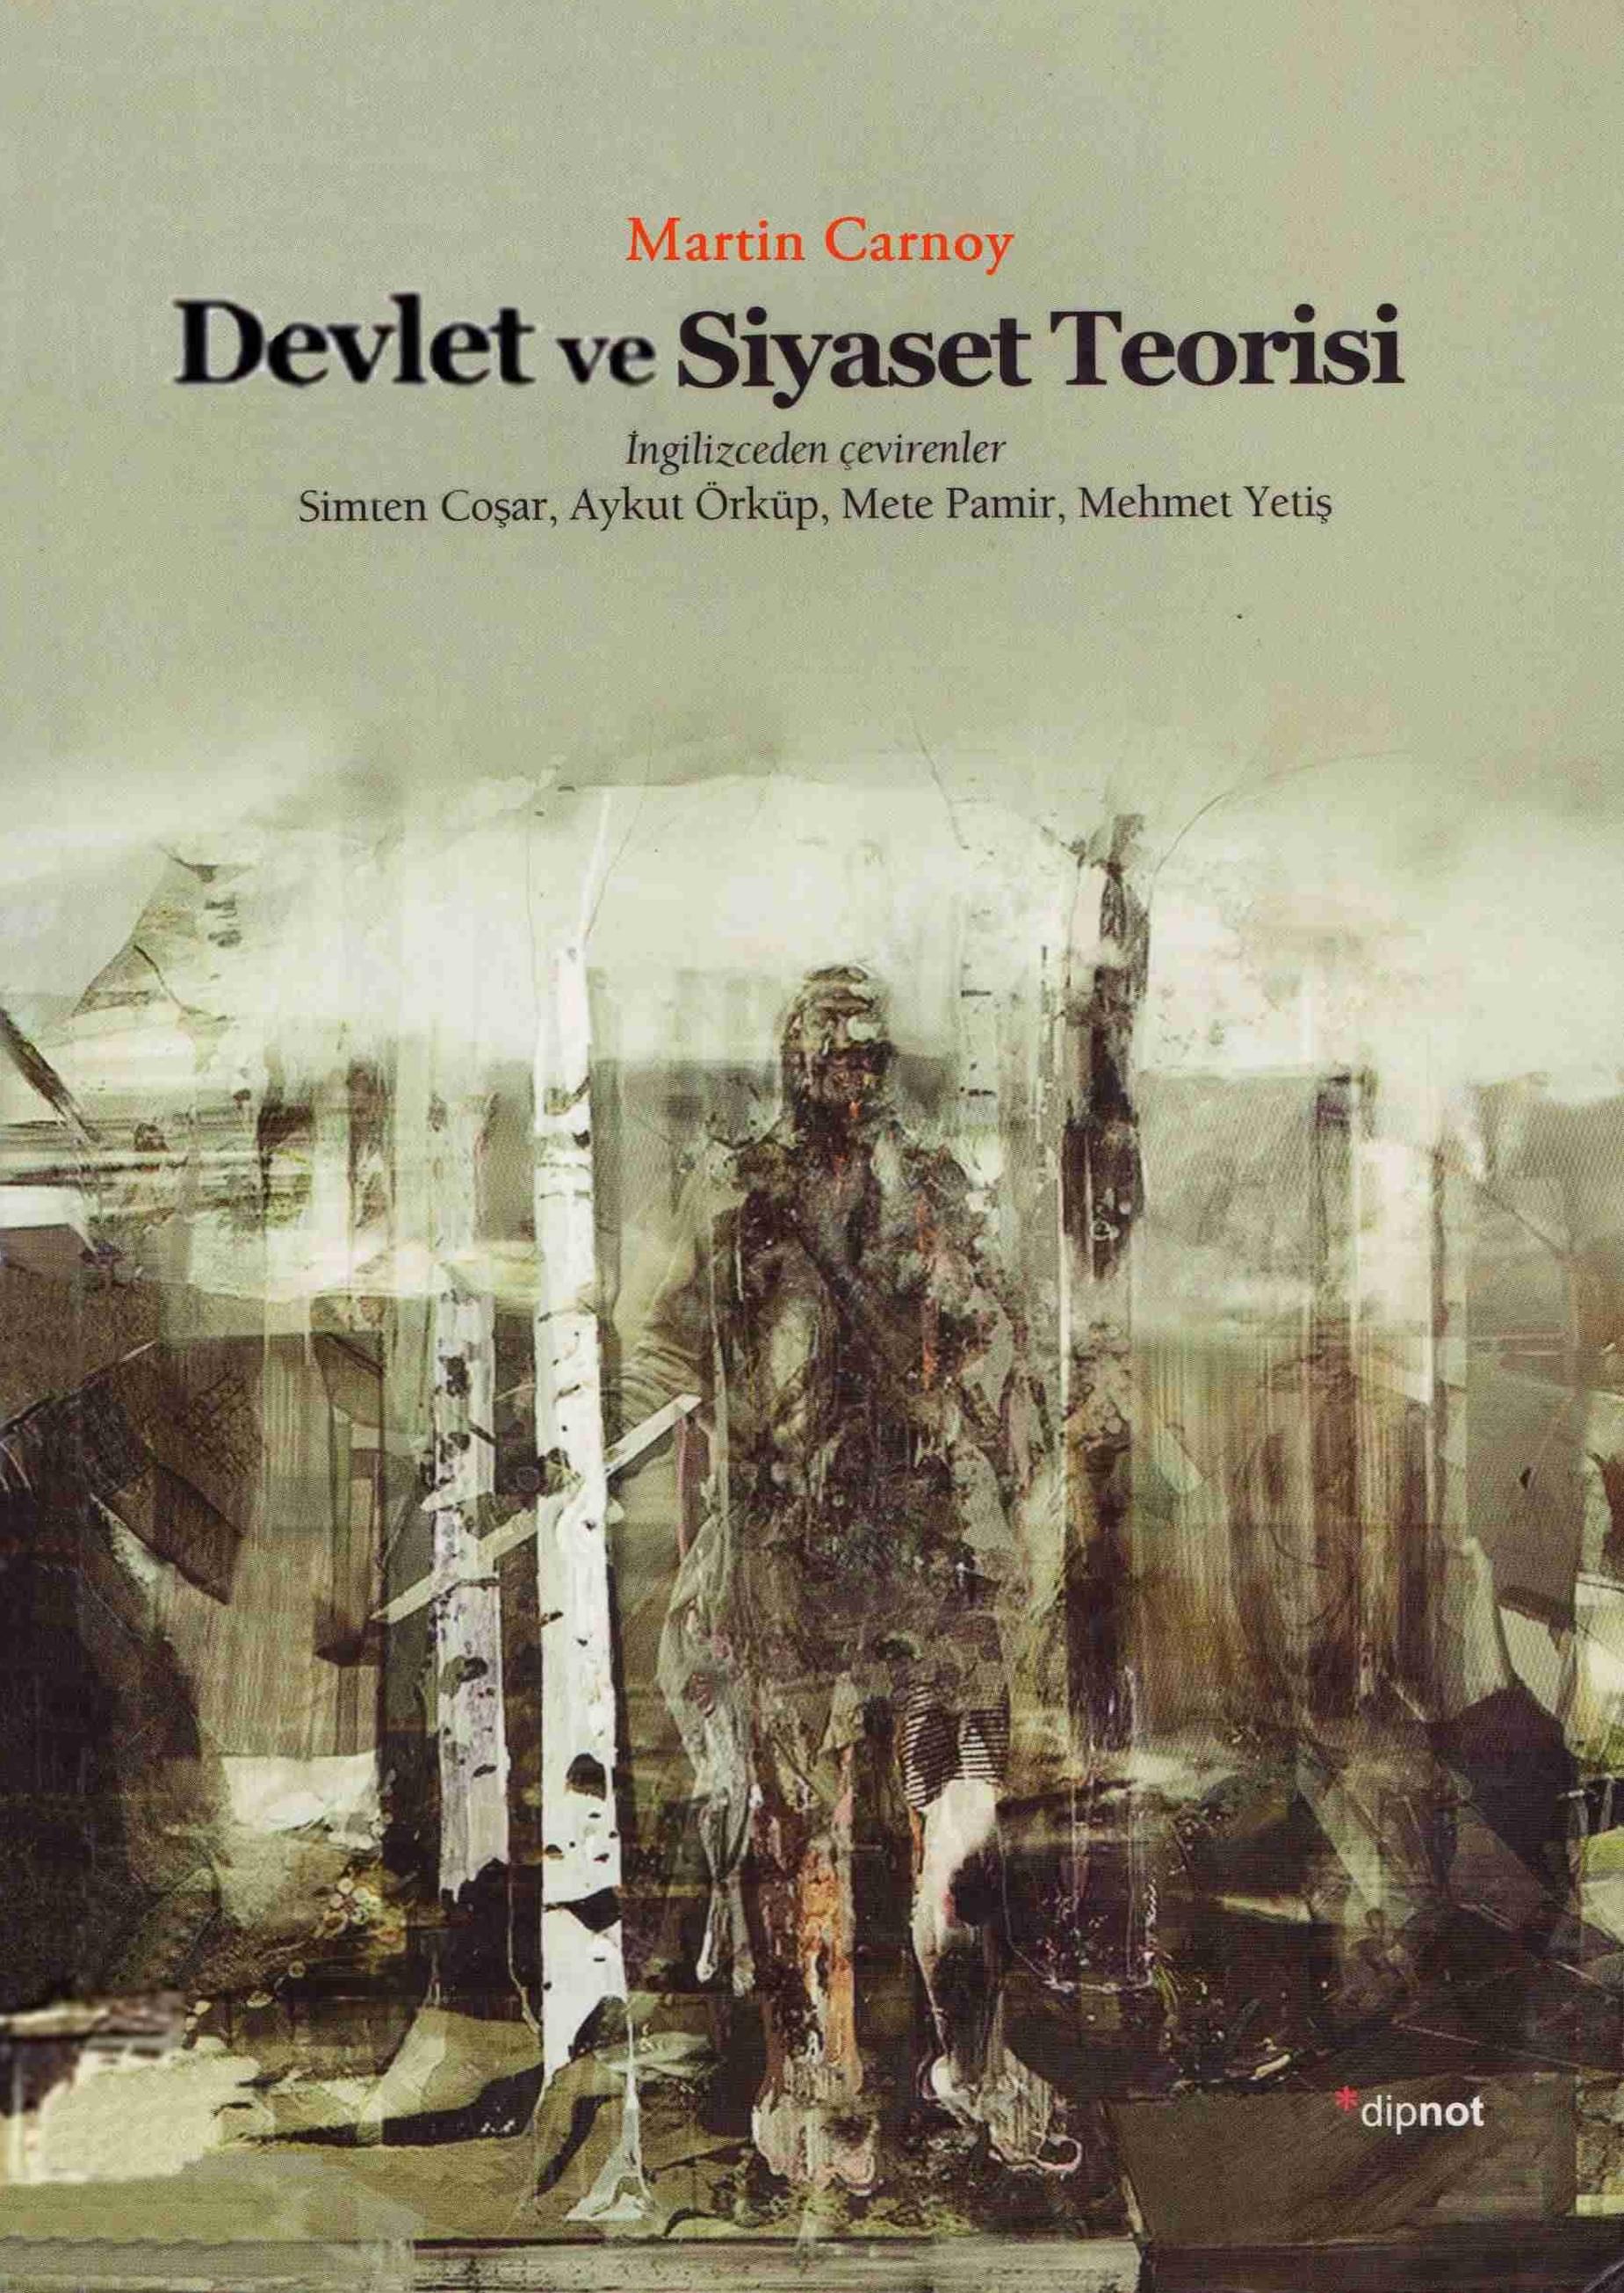 Martin Carnoy
Devlet ve Siyaset Teorisi
İngilizceden çevirenler
Simten Coşar, Aykut Örküp, Mete Pamir, Mehmet Yetiş
*dipnot